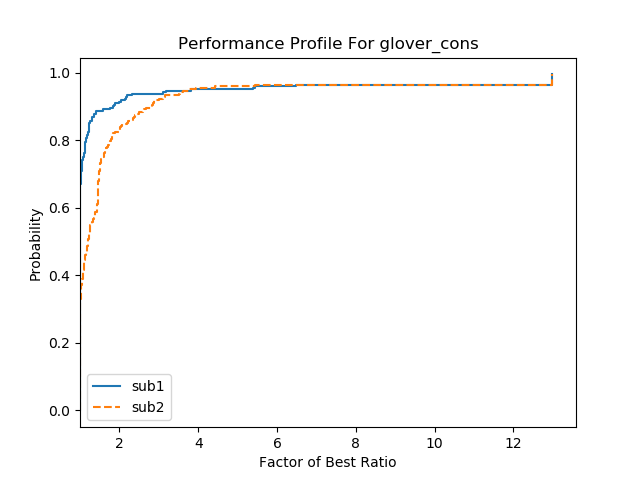 Performance Profile For glover_cons
1.0
0.8
0.6
0.4
0.2
0.0
Probability
sub1
sub2
2
4
6
8
10
12
Factor of Best Ratio